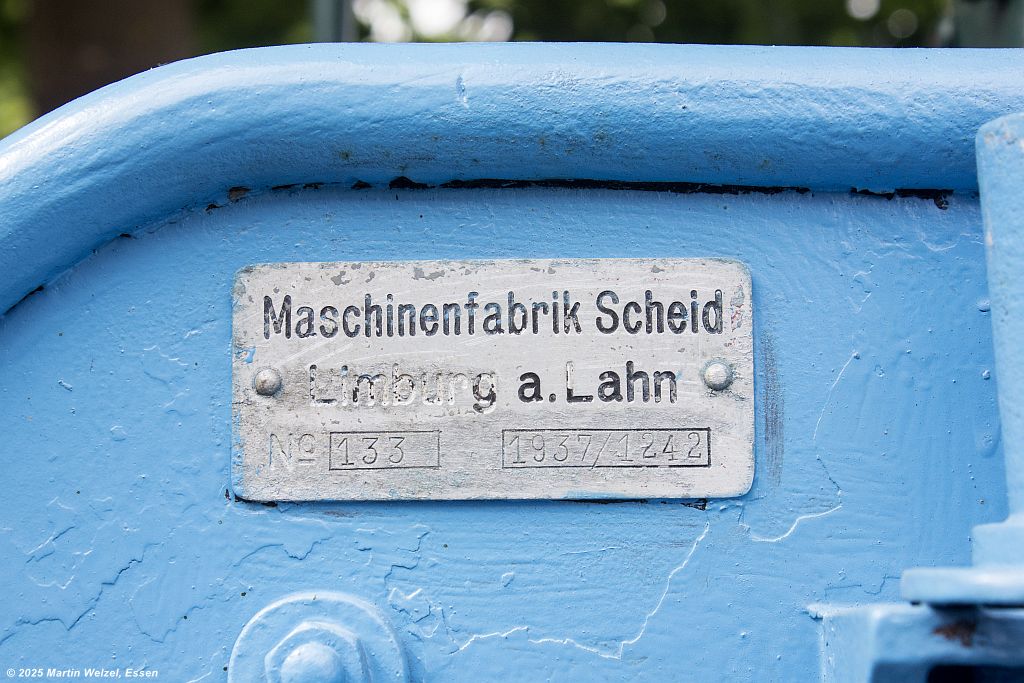 Maschinenfabrik Scheid
Limburg a. Lahn
№ 133 1937/1242
© 2025 Martin Welzel, Essen